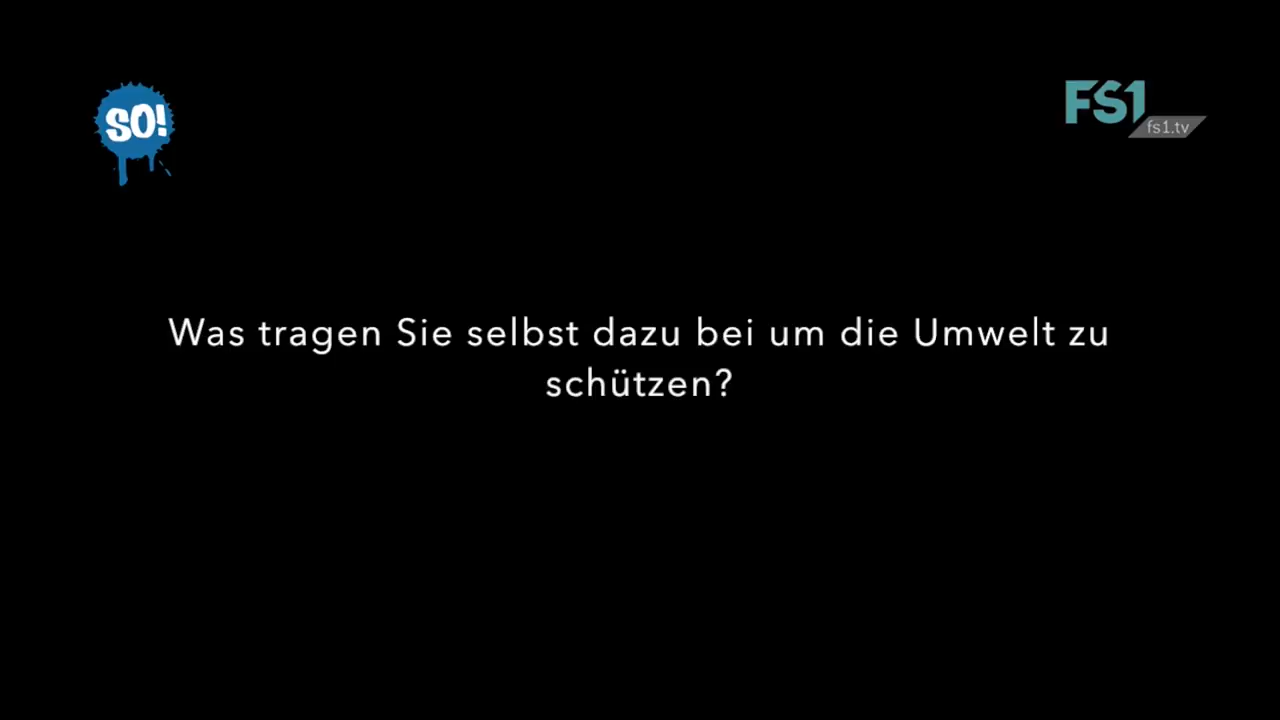 SO!
FS1
fs1.tv
Was tragen Sie selbst dazu bei um die Umwelt zu
schützen?